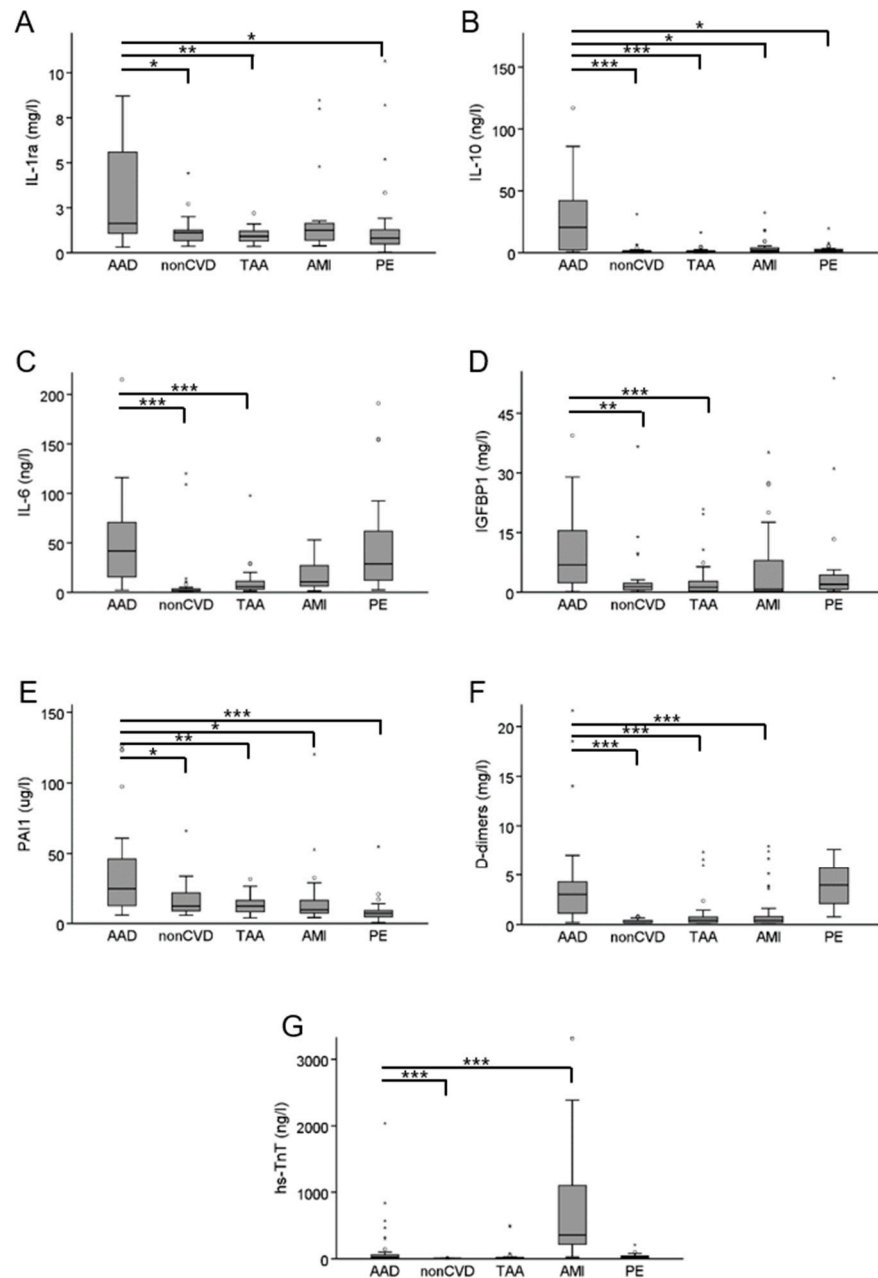 A
*
**
*
IL-1ra (mg/l)
10
8
5
3
0
AAD nonCVD TAA AMI PE
B
*
*
***
***
IL-10 (ng/l)
150
100
50
0
AAD nonCVD TAA AMI PE
C
***
***
IL-6 (ng/l)
200
150
100
50
0
AAD nonCVD TAA AMI PE
D
***
**
IGFBP1 (mg/l)
45
30
15
0
AAD nonCVD TAA AMI PE
E
***
*
**
*
PAI1 (ug/l)
150
100
50
0
AAD nonCVD TAA AMI PE
F
***
***
***
D-dimers (mg/l)
20
15
10
5
0
AAD nonCVD TAA AMI PE
G
***
***
hs-TnT (ng/l)
3000
2000
1000
0
AAD nonCVD TAA AMI PE